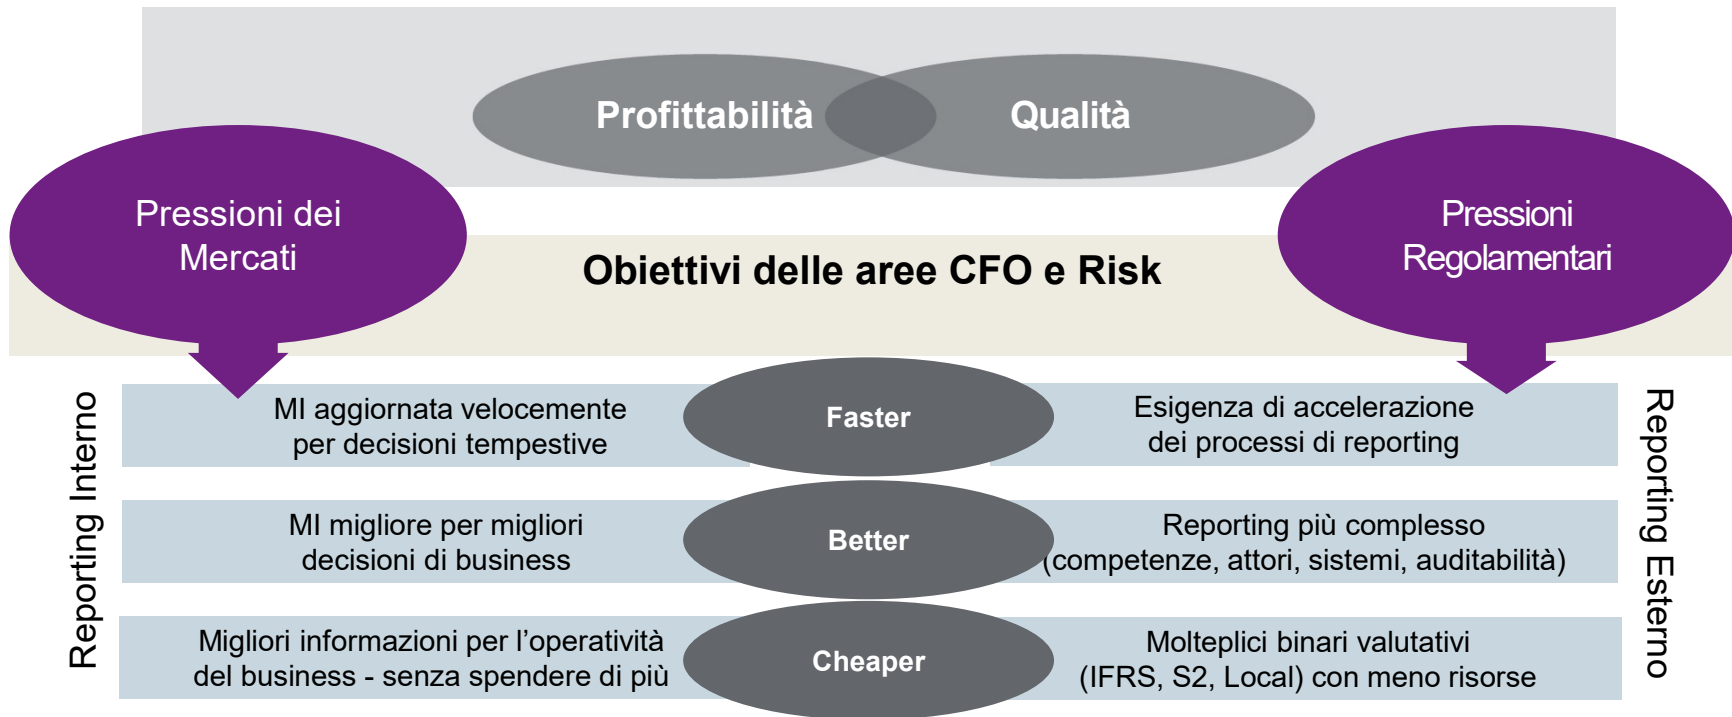 Profittabilità
Qualità
Pressioni dei
Mercati
Pressioni
Regolamentari
Obiettivi delle aree CFO e Risk
Reporting Interno
MI aggiornata velocemente
per decisioni tempestive
Faster
Esigenza di accelerazione
dei processi di reporting
MI migliore per migliori
decisioni di business
Better
Reporting più complesso
(competenze, attori, sistemi, auditabilità)
Migliori informazioni per l’operatività
del business - senza spendere di più
Cheaper
Molteplici binari valutativi
(IFRS, S2, Local) con meno risorse
Reporting Esterno